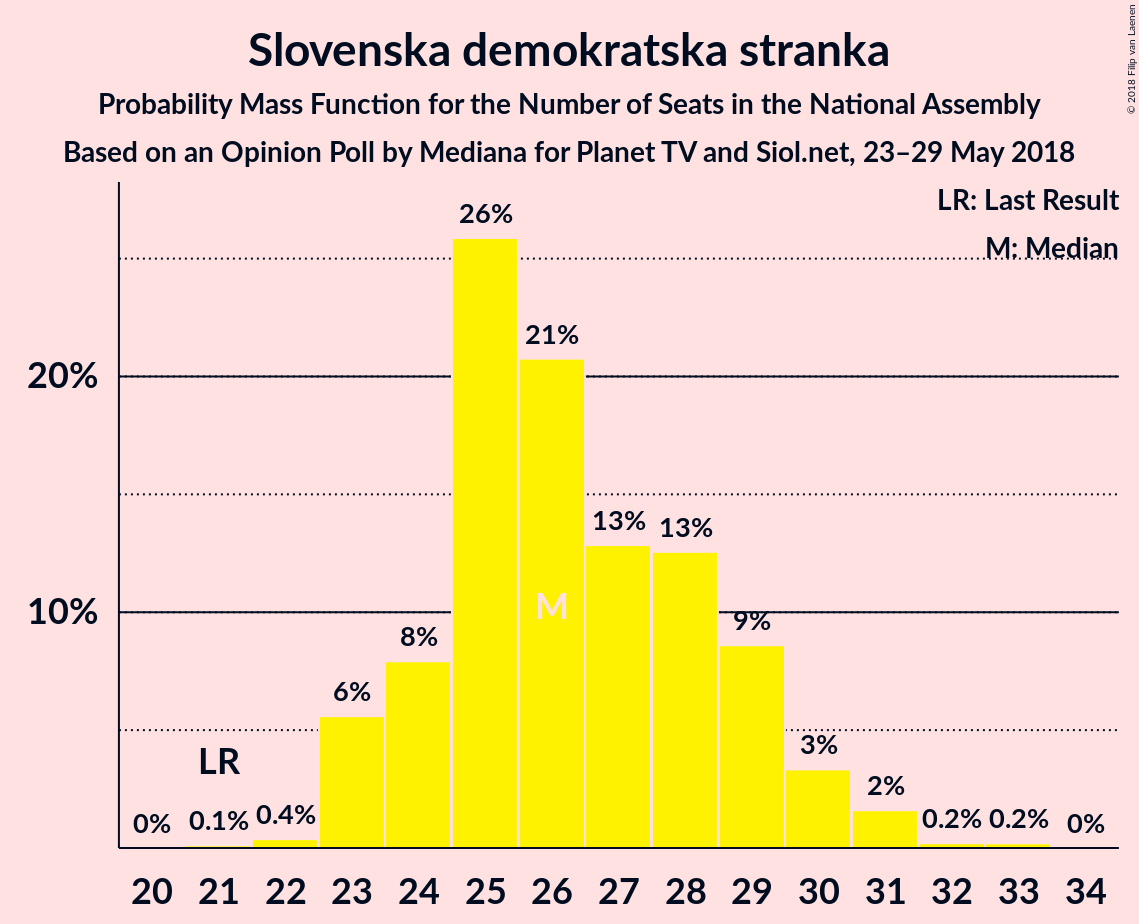 Slovenska demokratska stranka
Probability Mass Function for the Number of Seats in the National Assembly
Based on an Opinion Poll by Mediana for Planet TV and Siol.net, 23–29 May 2018
© 2018 Filip van Laenen
LR: Last Result
M: Median
26%
21%
20%
13%
13%
10%
M
9%
8%
6%
LR
3%
2%
0%
0.1%
0.4%
0.2%
0.2%
0%
20 21 22 23 24 25 26 27 28 29 30 31 32 33 34